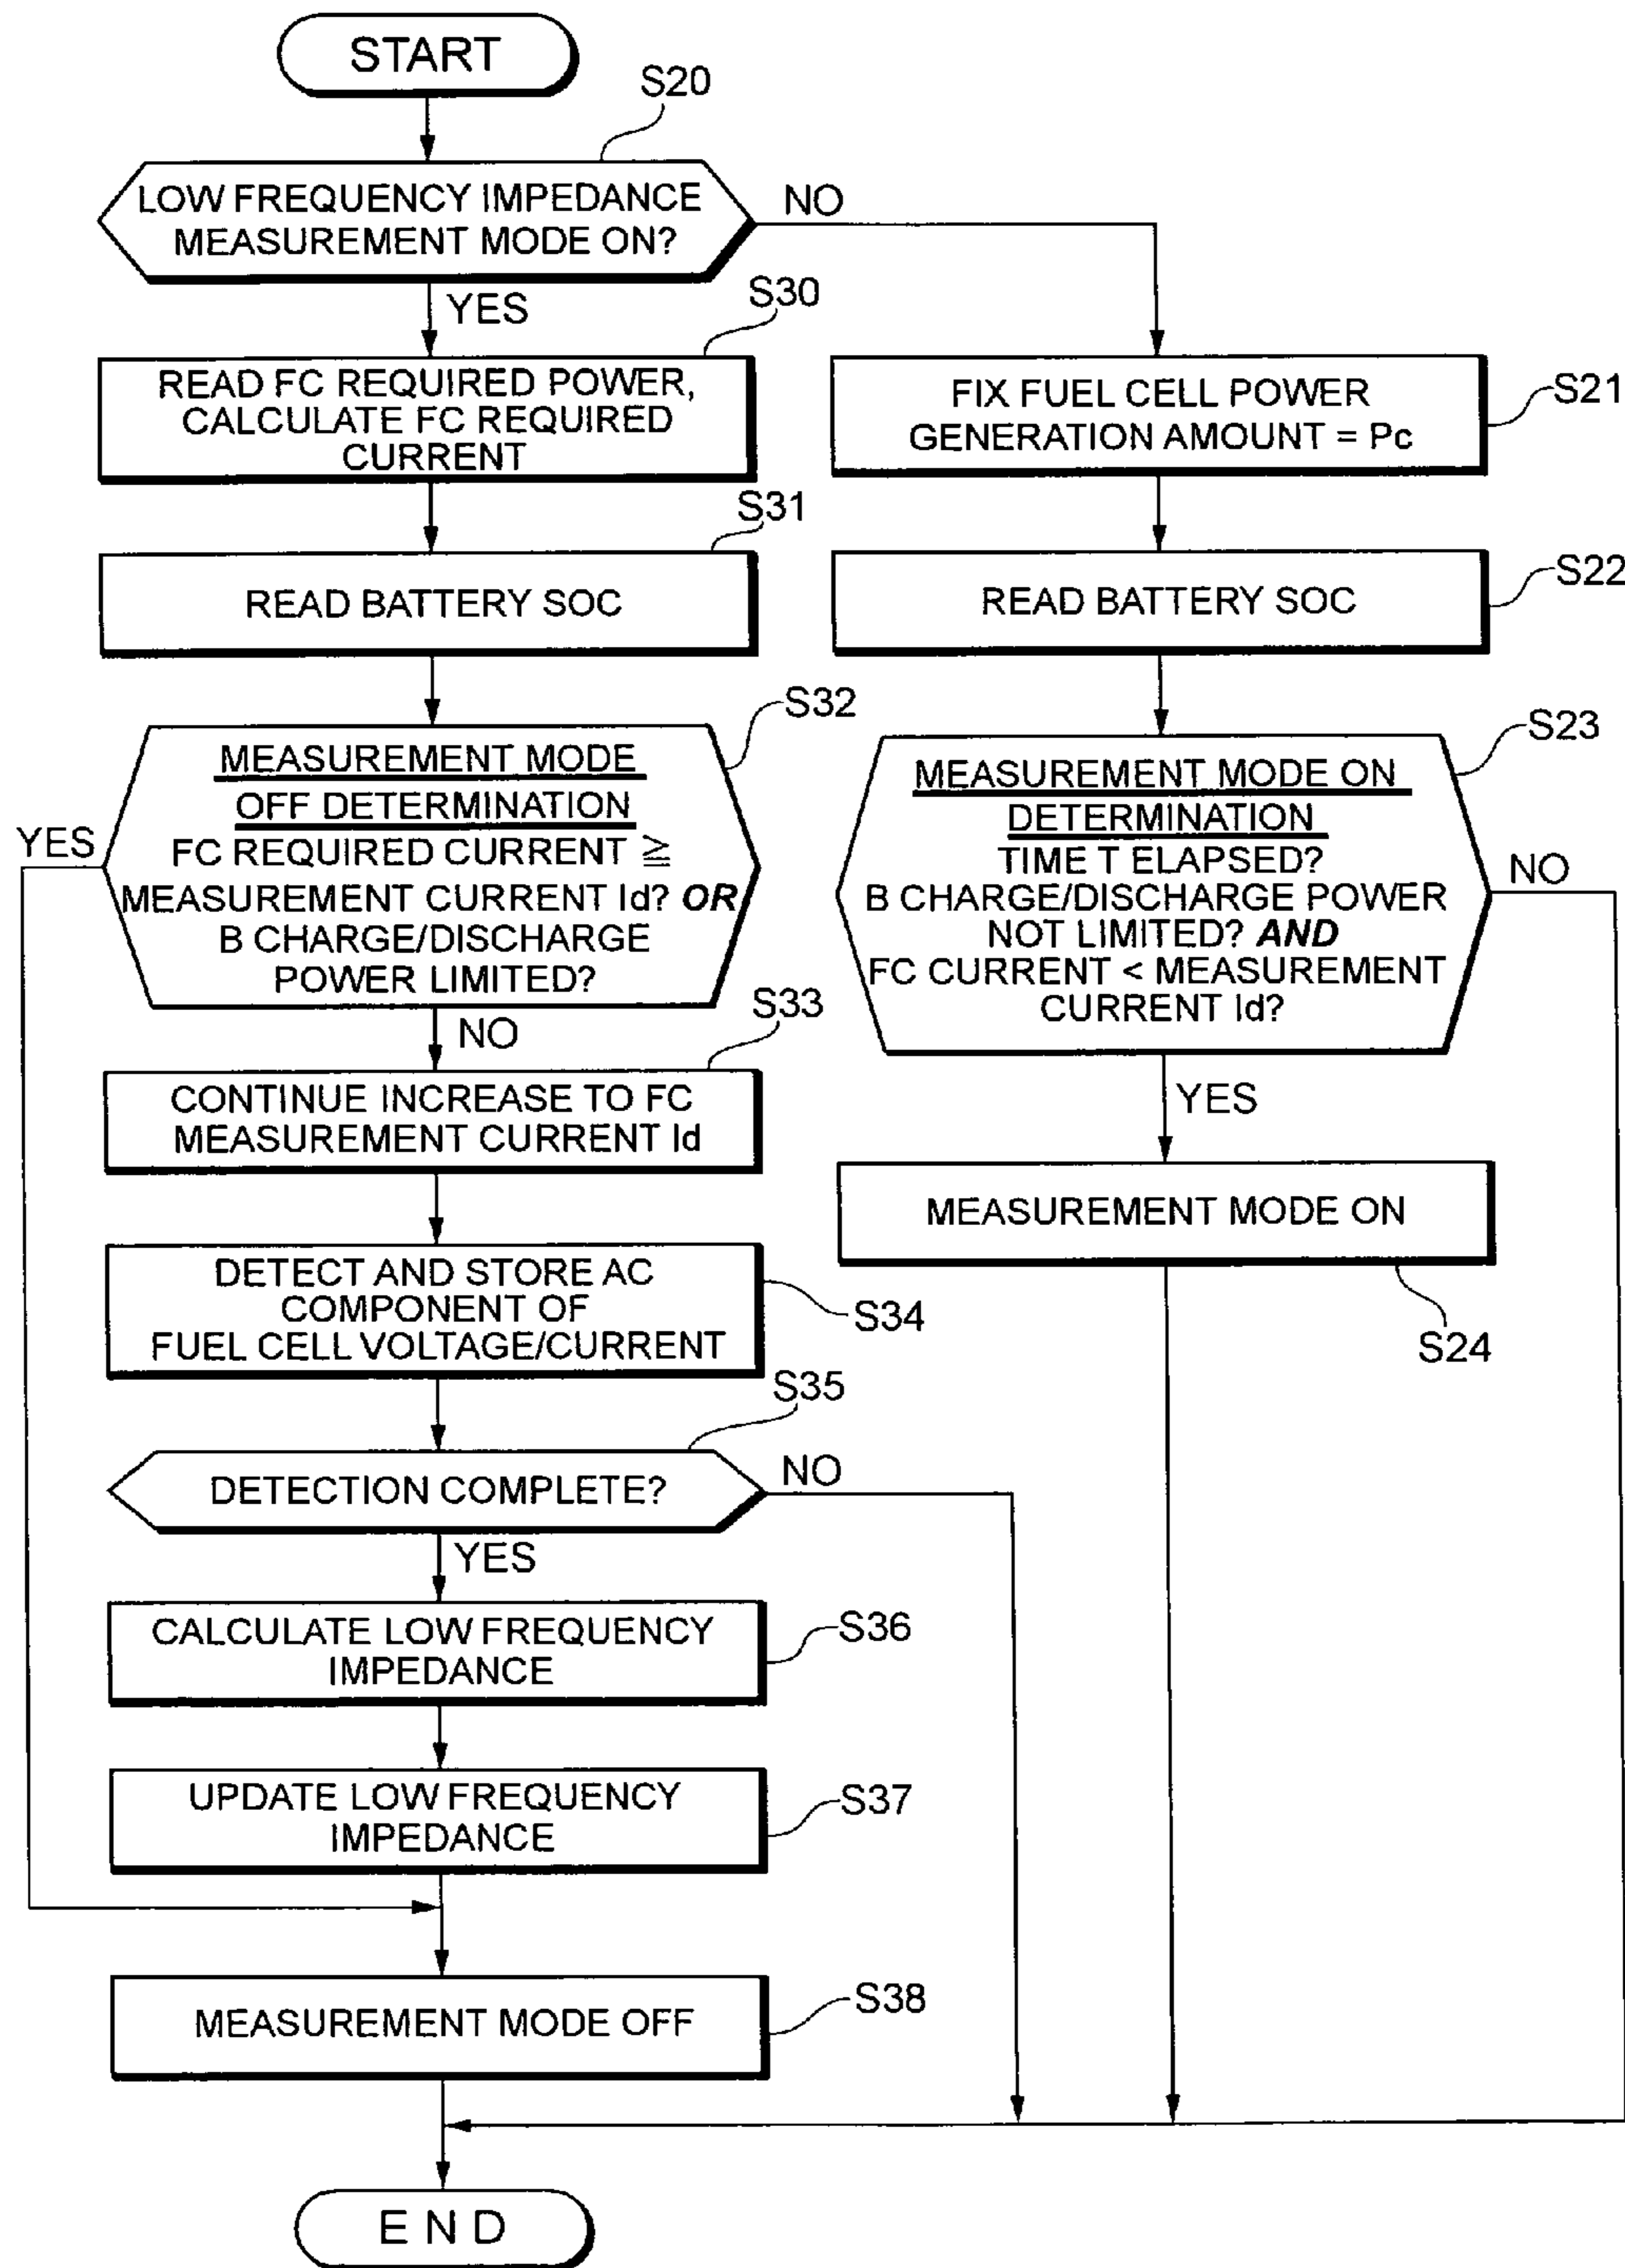 START
S20
LOW FREQUENCY IMPEDANCE
MEASUREMENT MODE ON?
NO
YES
S30
READ FC REQUIRED POWER,
CALCULATE FC REQUIRED
CURRENT
FIX FUEL CELL POWER
GENERATION AMOUNT = Pc
S21
S31
READ BATTERY SOC
READ BATTERY SOC
S22
S32
MEASUREMENT MODE
OFF DETERMINATION
FC REQUIRED CURRENT ≧
MEASUREMENT CURRENT Id? OR
B CHARGE/DISCHARGE
POWER LIMITED?
YES
NO
S23
MEASUREMENT MODE ON
DETERMINATION
TIME T ELAPSED?
B CHARGE/DISCHARGE POWER
NOT LIMITED? AND
FC CURRENT < MEASUREMENT
CURRENT Id?
NO
YES
S33
CONTINUE INCREASE TO FC
MEASUREMENT CURRENT Id
MEASUREMENT MODE ON
S24
DETECT AND STORE AC
COMPONENT OF
FUEL CELL VOLTAGE/CURRENT
S34
S35
DETECTION COMPLETE?
NO
YES
CALCULATE LOW FREQUENCY
IMPEDANCE
S36
UPDATE LOW FREQUENCY
IMPEDANCE
S37
MEASUREMENT MODE OFF
S38
END